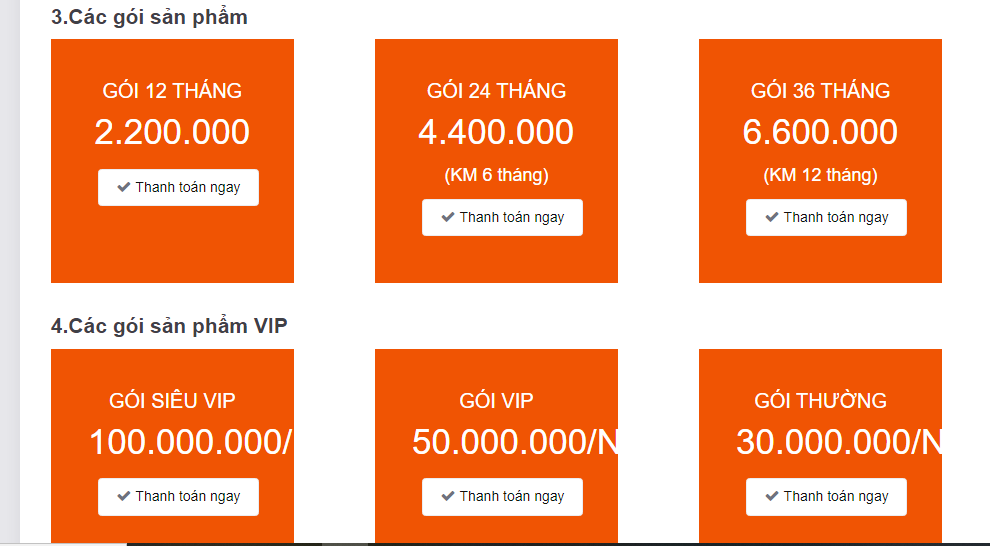 3.Các gói sản phẩm
GÓI 12 THÁNG
2.200.000
Thanh toán ngay
GÓI 24 THÁNG
4.400.000
(KM 6 tháng)
Thanh toán ngay
GÓI 36 THÁNG
6.600.000
(KM 12 tháng)
Thanh toán ngay
4.Các gói sản phẩm VIP
GÓI SIÊU VIP
100.000.000/
Thanh toán ngay
GÓI VIP
50.000.000/N
Thanh toán ngay
GÓI THƯỜNG
30.000.000/N
Thanh toán ngay